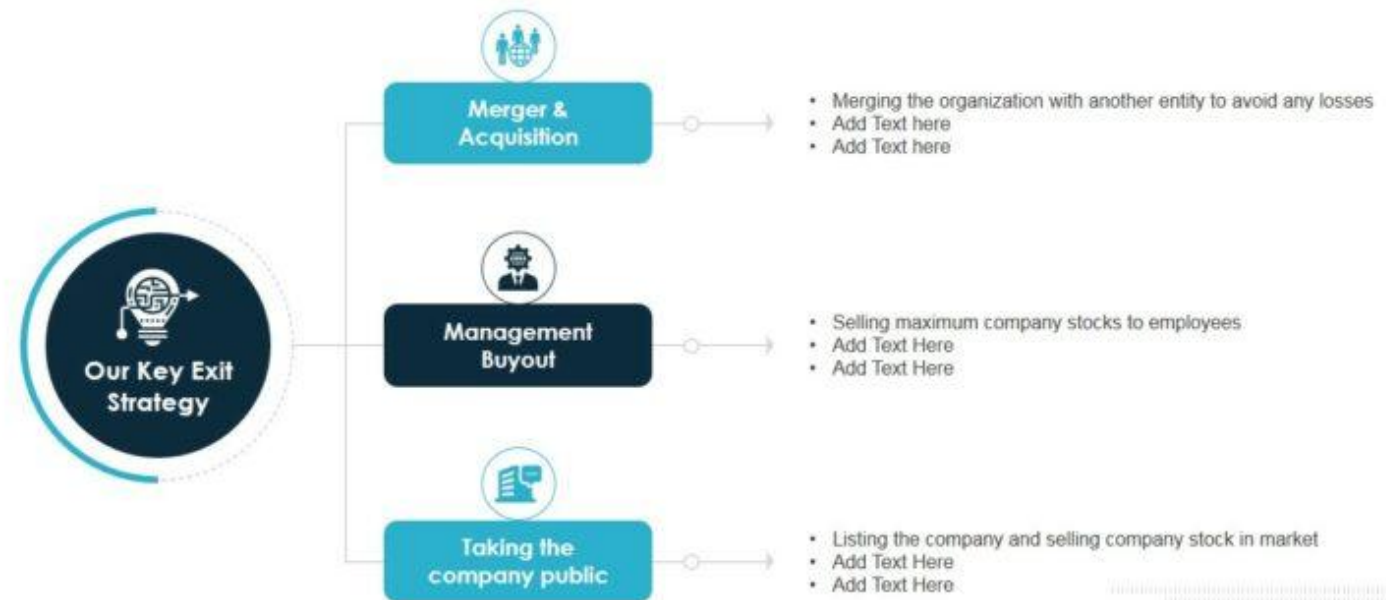 Our Key Exit
Strategy
Merger &
Acquisition
• Merging the organization with another entity to avoid any losses
• Add Text here
• Add Text here
Management
Buyout
• Selling maximum company stocks to employees
• Add Text Here
• Add Text Here
Taking the
company public
• Listing the company and selling company stock in market
• Add Text Here
• Add Text Here